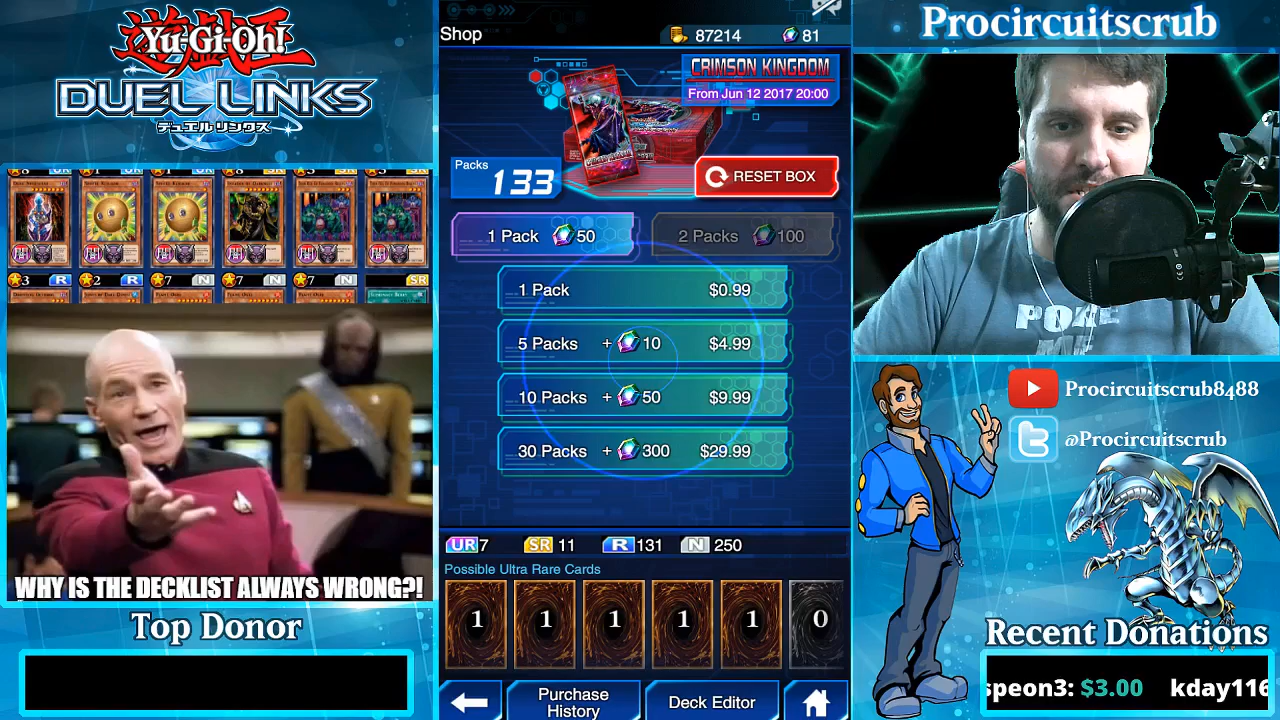 Yu-Gi-Oh!
DUEL LINKS
デュエル リンクス
WHY IS THE DECKLIST ALWAYS WRONG?!
Top Donor
Shop
87214
81
CRIMSON KINGDOM
From Jun 12 2017 20:00
Packs
133
RESET BOX
1 Pack 50
2 Packs 100
1 Pack $0.99
5 Packs + 10 $4.99
10 Packs + 50 $9.99
30 Packs + 300 $29.99
UR 7 SR 11 R 131 N 250
Possible Ultra Rare Cards
1 1 1 1 1 0
Purchase
History
Deck Editor
Procircuitscrub
POKE
ME
Procircuitscrub8488
@Procircuitscrub
Recent Donations
speon3: $3.00 kday116